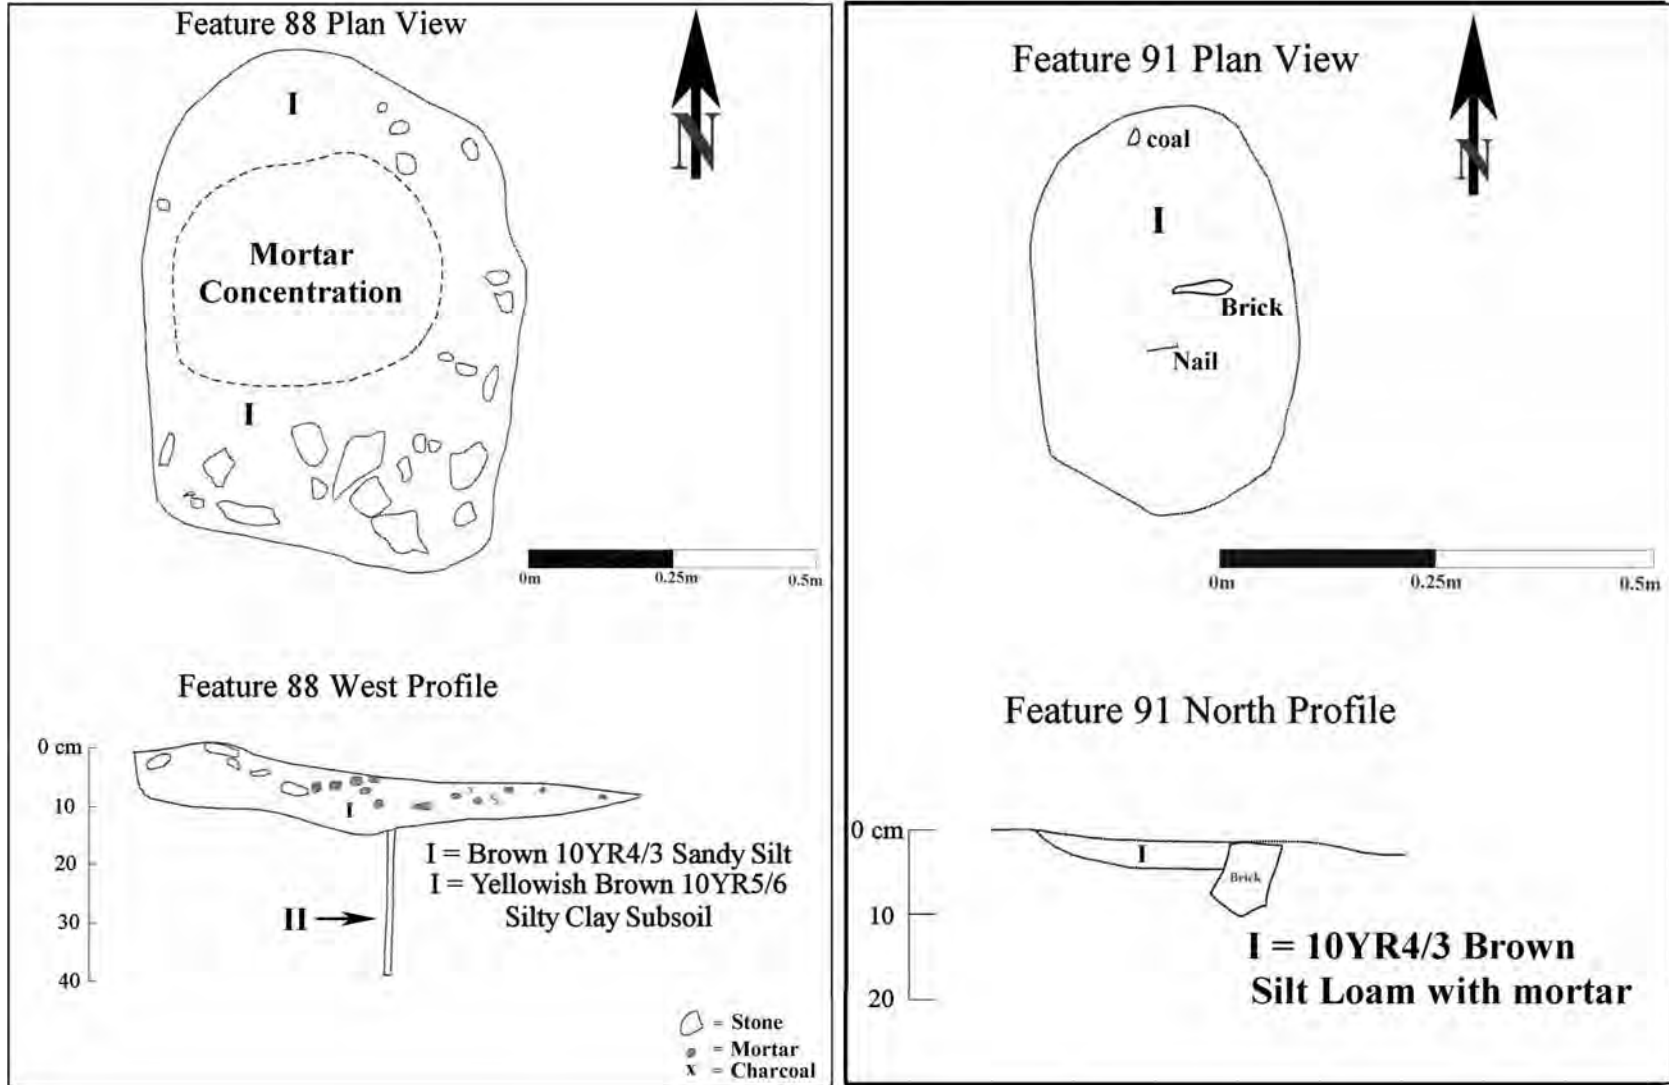 Feature 88 Plan View
N
I
Mortar
Concentration
I
0m 0.25m 0.5m
Feature 88 West Profile
0 cm
10
20
30
40
I
II
I = Brown 10YR4/3 Sandy Silt
I = Yellowish Brown 10YR5/6
Silty Clay Subsoil
= Stone
= Mortar
x = Charcoal
Feature 91 Plan View
N
coal
I
Brick
Nail
0m 0.25m 0.5m
Feature 91 North Profile
0 cm
10
20
I
Brick
I = 10YR4/3 Brown
Silt Loam with mortar